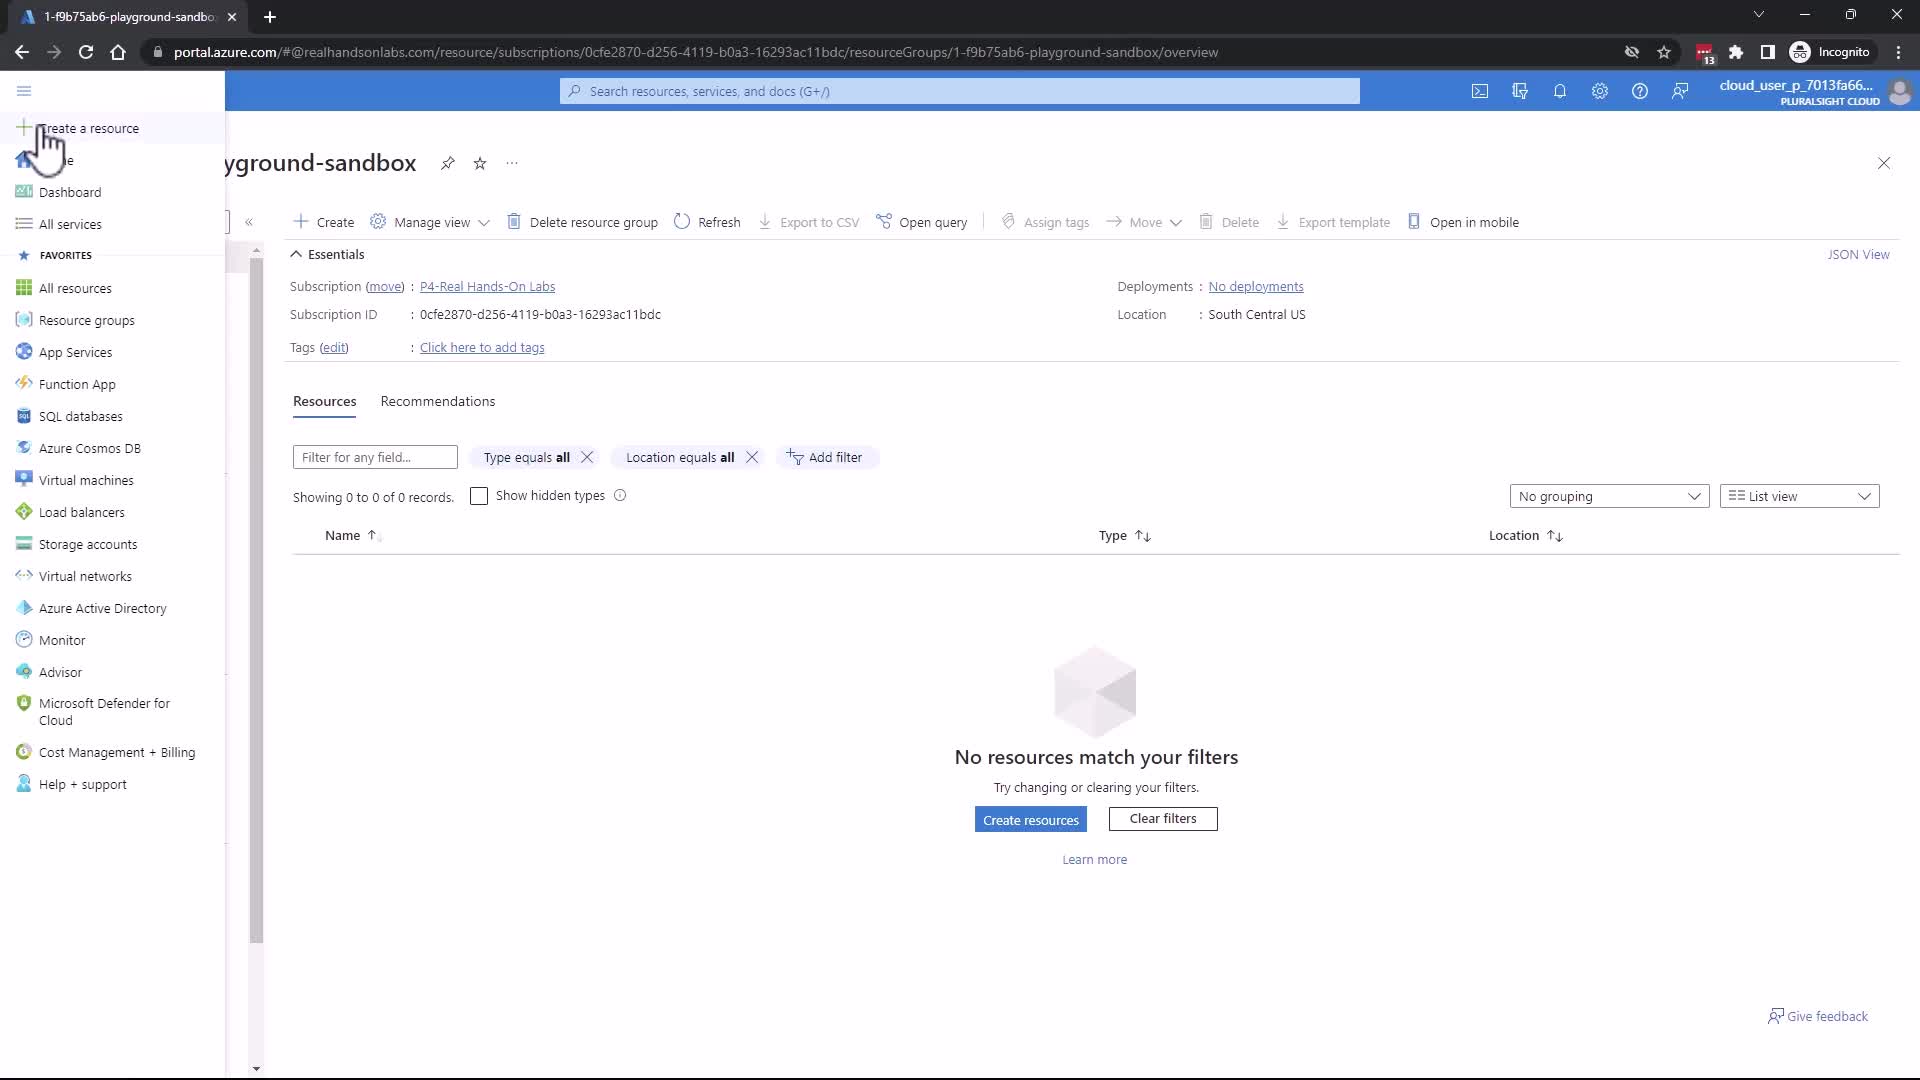 1-f9b75ab6-playground-sandbo
portal.azure.com/#@realhandsonlabs.com/resource/subscriptions/0cfe2870-d256-4119-b0a3-16293ac11bdc/resourceGroups/1-f9b75ab6-playground-sandbox/overview
13
Incognito
Search resources, services, and docs (G+/)
cloud_user_p_7013fa66...
PLURALSIGHT CLOUD
Create a resource
Dashboard
All services
FAVORITES
All resources
Resource groups
App Services
Function App
SQL databases
Azure Cosmos DB
Virtual machines
Load balancers
Storage accounts
Virtual networks
Azure Active Directory
Monitor
Advisor
Microsoft Defender for
Cloud
Cost Management + Billing
Help + support
yground-sandbox
Create Manage view Delete resource group Refresh Export to CSV Open query Assign tags Move Delete Export template Open in mobile
Essentials
JSON View
Subscription (move) : P4-Real Hands-On Labs
Subscription ID : 0cfe2870-d256-4119-b0a3-16293ac11bdc
Tags (edit) : Click here to add tags
Deployments : No deployments
Location : South Central US
Resources Recommendations
Filter for any field... Type equals all Location equals all Add filter
Showing 0 to 0 of 0 records. Show hidden types
No grouping List view
Name Type Location
No resources match your filters
Try changing or clearing your filters.
Create resources Clear filters
Learn more
Give feedback